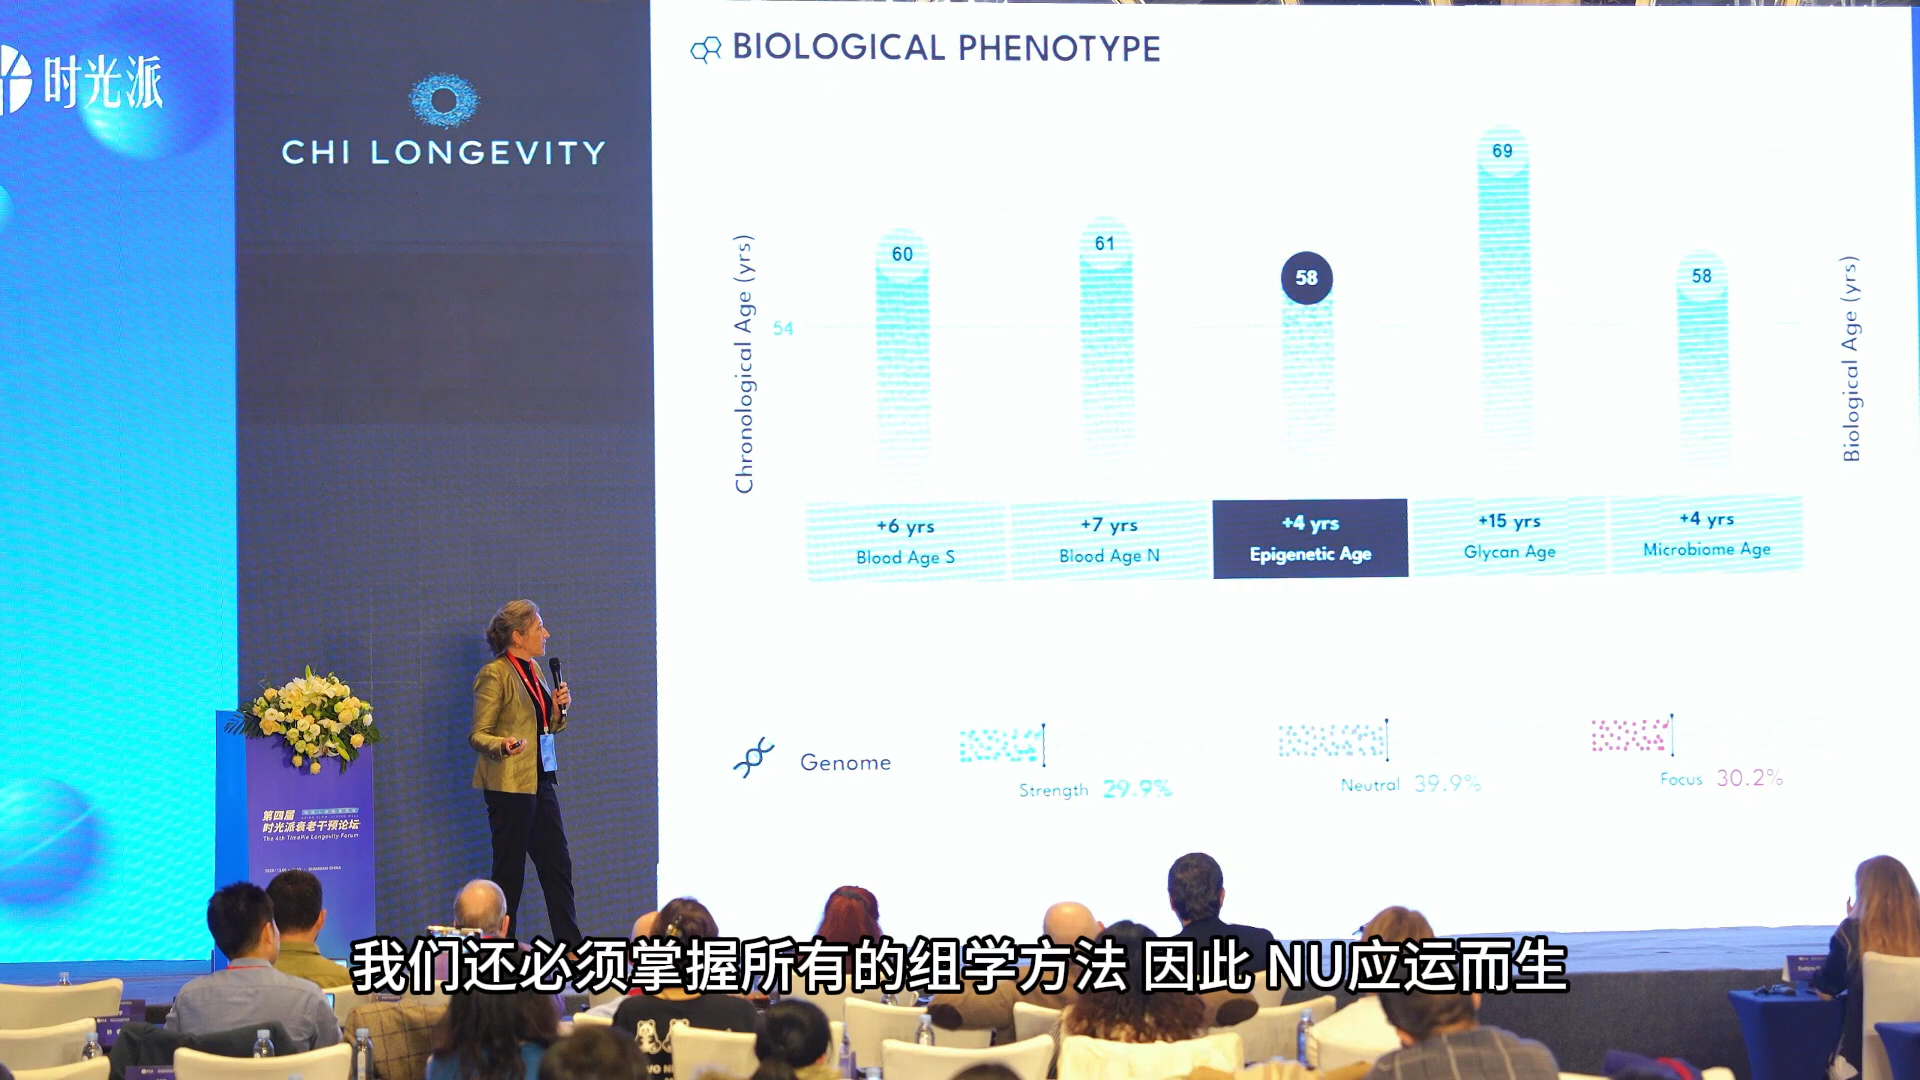 时光派
CHI LONGEVITY
BIOLOGICAL PHENOTYPE
Chronological Age (yrs)
54
60
61
58
69
58
Biological Age (yrs)
+6 yrs
Blood Age S
+7 yrs
Blood Age N
+4 yrs
Epigenetic Age
+15 yrs
Glycan Age
+4 yrs
Microbiome Age
Genome
Strength 29.9%
Neutral 39.9%
Focus 30.2%
第四届
时光派衰老干预论坛
The 4th TimePie Longevity Forum
我们还必须掌握所有的组学方法 因此 NU应运而生